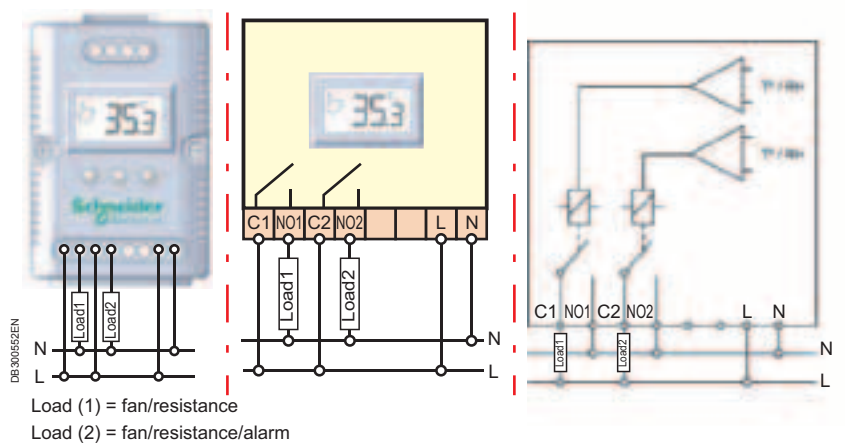 35.3
Schneider
Load1
Load2
N
L
DB300552EN
35.3
C1 NO1 C2 NO2 L N
Load1
Load2
N
L
C1 NO1 C2 NO2 L N
Load1
Load2
N
L
Load (1) = fan/resistance
Load (2) = fan/resistance/alarm